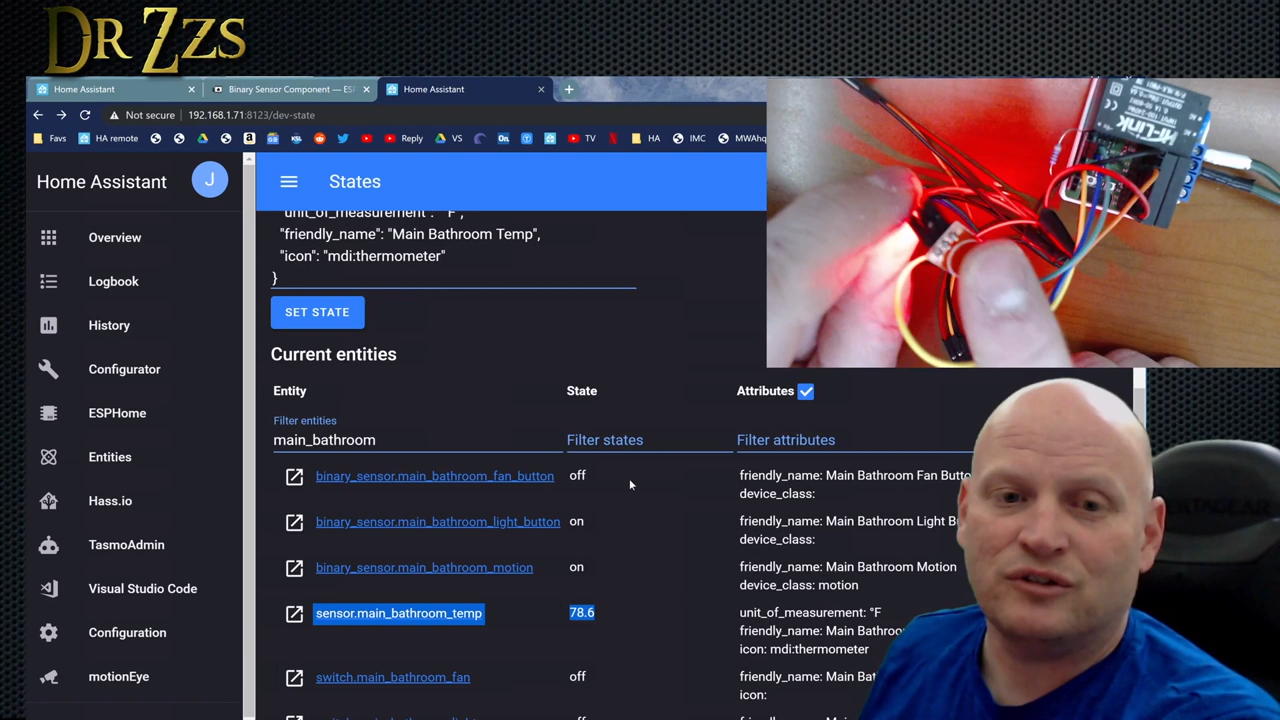 DR ZZS
Home Assistant
Binary Sensor Component — ESF
Home Assistant
Not secure
192.168.1.71:8123/dev-state
Favs
HA remote
Reply
VS
TV
HA
IMC
MWAhq
Home Assistant
J
States
"unit_of_measurement": "°F",
"friendly_name": "Main Bathroom Temp",
"icon": "mdi:thermometer"
}
SET STATE
Current entities
Entity
State
Attributes
Filter entities
main_bathroom
Filter states
Filter attributes
binary_sensor.main_bathroom_fan_button
off
friendly_name: Main Bathroom Fan Butto
device_class:
binary_sensor.main_bathroom_light_button
on
friendly_name: Main Bathroom Light B
device_class:
binary_sensor.main_bathroom_motion
on
friendly_name: Main Bathroom Motion
device_class: motion
sensor.main_bathroom_temp
78.6
unit_of_measurement: °F
friendly_name: Main Bathroo
icon: mdi:thermometer
switch.main_bathroom_fan
off
friendly_name: Main Bat
icon:
Overview
Logbook
History
Configurator
ESPHome
Entities
Hass.io
TasmoAdmin
Visual Studio Code
Configuration
motionEye
Hi-Link